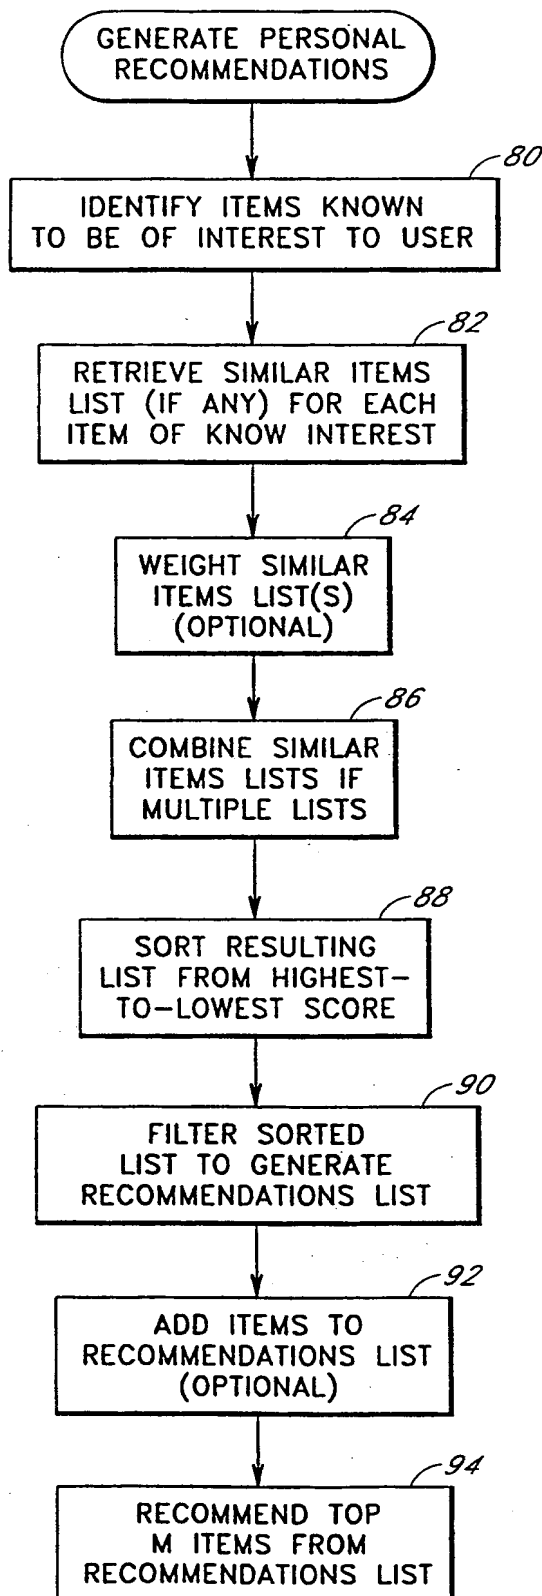 GENERATE PERSONAL
RECOMMENDATIONS
80
IDENTIFY ITEMS KNOWN
TO BE OF INTEREST TO USER
82
RETRIEVE SIMILAR ITEMS
LIST (IF ANY) FOR EACH
ITEM OF KNOW INTEREST
84
WEIGHT SIMILAR
ITEMS LIST(S)
(OPTIONAL)
86
COMBINE SIMILAR
ITEMS LISTS IF
MULTIPLE LISTS
88
SORT RESULTING
LIST FROM HIGHEST-
TO-LOWEST SCORE
90
FILTER SORTED
LIST TO GENERATE
RECOMMENDATIONS LIST
92
ADD ITEMS TO
RECOMMENDATIONS LIST
(OPTIONAL)
94
RECOMMEND TOP
M ITEMS FROM
RECOMMENDATIONS LIST